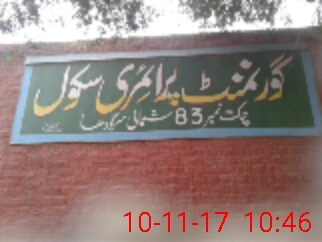 گورنمنٹ پرائمری سکول
چک نمبر 83 شمالی سرگودھا
10-11-17 10:46